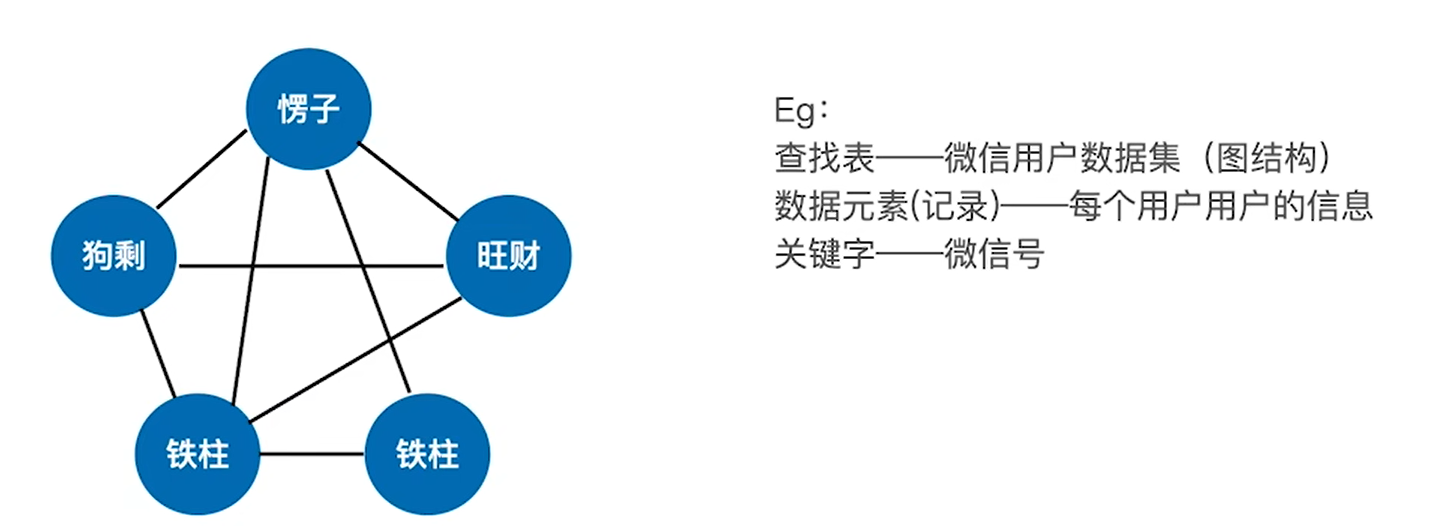 愣子
狗剩
旺财
铁柱
铁柱
Eg：
查找表——微信用户数据集（图结构）
数据元素(记录)——每个用户用户的信息
关键字——微信号